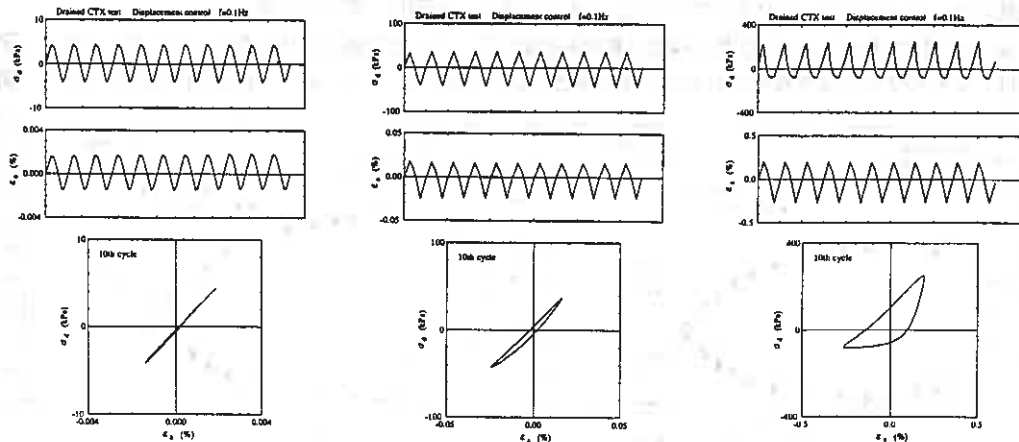 Drained CTX test Displacement control f=0.1Hz
10
0
-10
σd (kPa)
0.004
0.000
-0.004
εa (%)
10th cycle
10
0
-10
σd (kPa)
-0.004 0.000 0.004
εa (%)
Drained CTX test Displacement control f=0.1Hz
100
0
-100
σd (kPa)
0.05
0.00
-0.05
εa (%)
10th cycle
100
0
-100
σd (kPa)
-0.05 0.00 0.05
εa (%)
Drained CTX test Displacement control f=0.1Hz
400
0
-400
σd (kPa)
0.5
0.0
-0.5
εa (%)
10th cycle
400
0
-400
σd (kPa)
-0.5 0.0 0.5
εa (%)